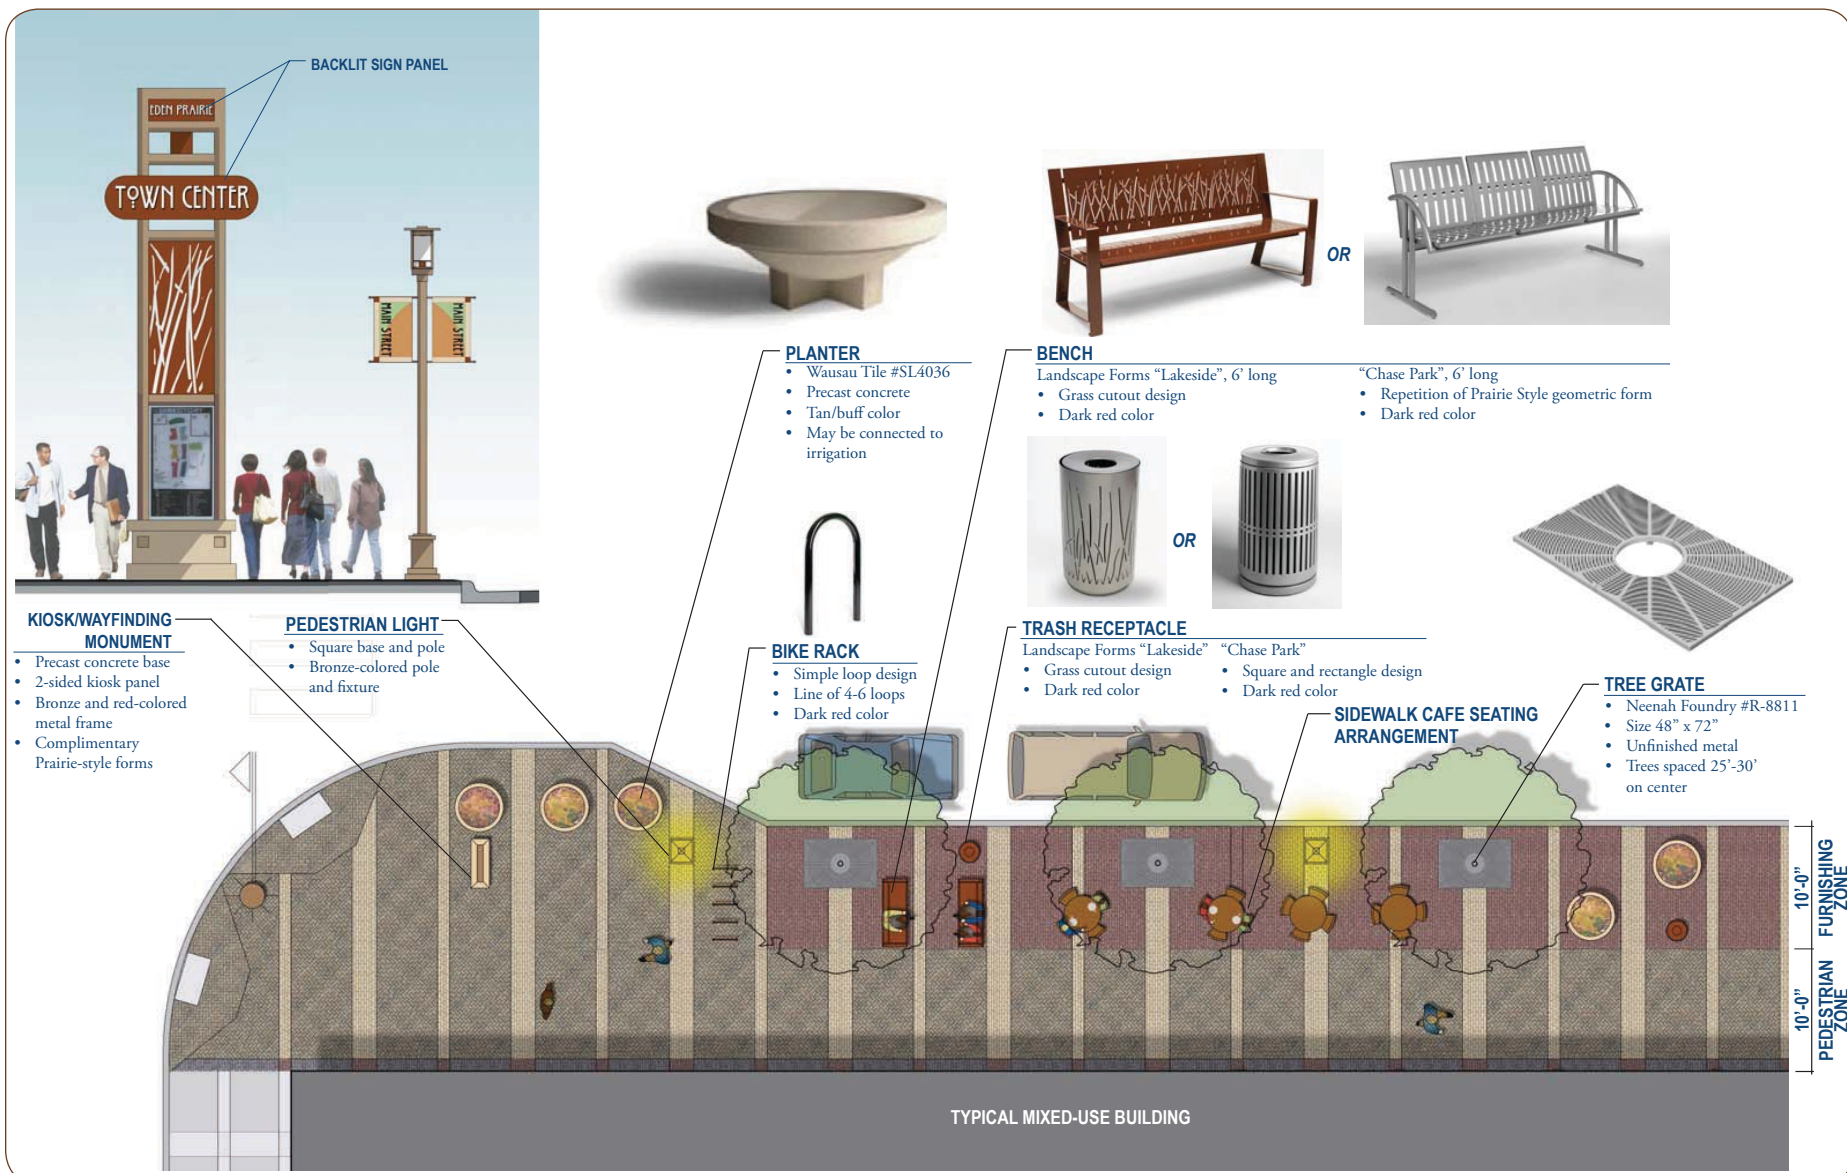 BACKLIT SIGN PANEL
EDEN PRAIRIE
TOWN CENTER
MAIN STREET
MAIN STREET
DIRECTORY
OR
PLANTER
• Wausau Tile #SL4036
• Precast concrete
• Tan/buff color
• May be connected to
irrigation
BENCH
Landscape Forms “Lakeside”, 6’ long
• Grass cutout design
• Dark red color
“Chase Park”, 6’ long
• Repetition of Prairie Style geometric form
• Dark red color
OR
KIOSK/WAYFINDING
MONUMENT
• Precast concrete base
• 2-sided kiosk panel
• Bronze and red-colored
metal frame
• Complimentary
Prairie-style forms
PEDESTRIAN LIGHT
• Square base and pole
• Bronze-colored pole
and fixture
BIKE RACK
• Simple loop design
• Line of 4-6 loops
• Dark red color
TRASH RECEPTACLE
Landscape Forms “Lakeside”
• Grass cutout design
• Dark red color
“Chase Park”
• Square and rectangle design
• Dark red color
SIDEWALK CAFE SEATING
ARRANGEMENT
TREE GRATE
• Neenah Foundry #R-8811
• Size 48” x 72”
• Unfinished metal
• Trees spaced 25’-30’
on center
10’-0”
FURNISHING
ZONE
10’-0”
PEDESTRIAN
ZONE
TYPICAL MIXED-USE BUILDING